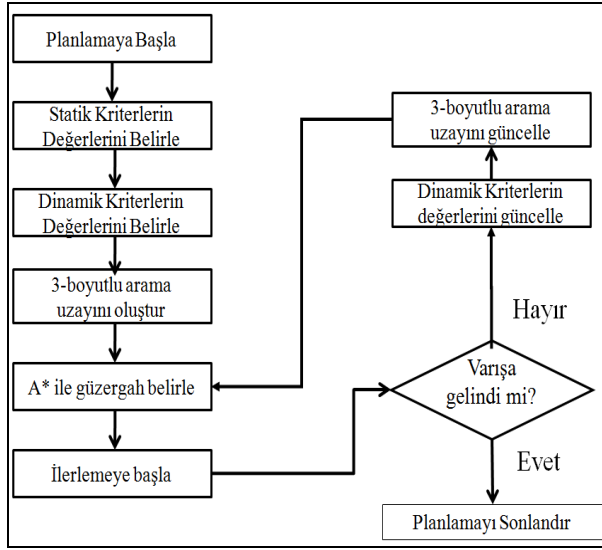 Planlamaya Başla
Statik Kriterlerin
Değerlerini Belirle
Dinamik Kriterlerin
Değerlerini Belirle
3-boyutlu arama
uzayını oluştur
A* ile güzergah belirle
İlerlemeye başla
3-boyutlu arama
uzayını güncelle
Dinamik Kriterlerin
değerlerini güncelle
Hayır
Varışa
gelindi mi?
Evet
Planlamayı Sonlandır